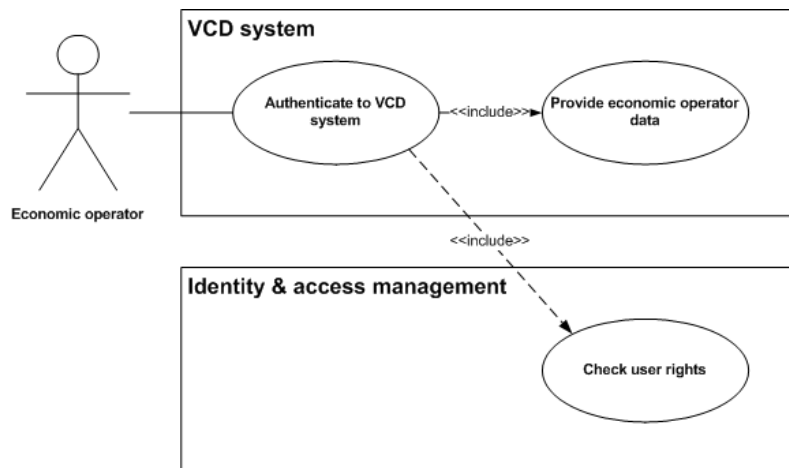 VCD system
Authenticate to VCD
system
<<include>>
Provide economic operator
data
Economic operator
<<include>>
Identity & access management
Check user rights